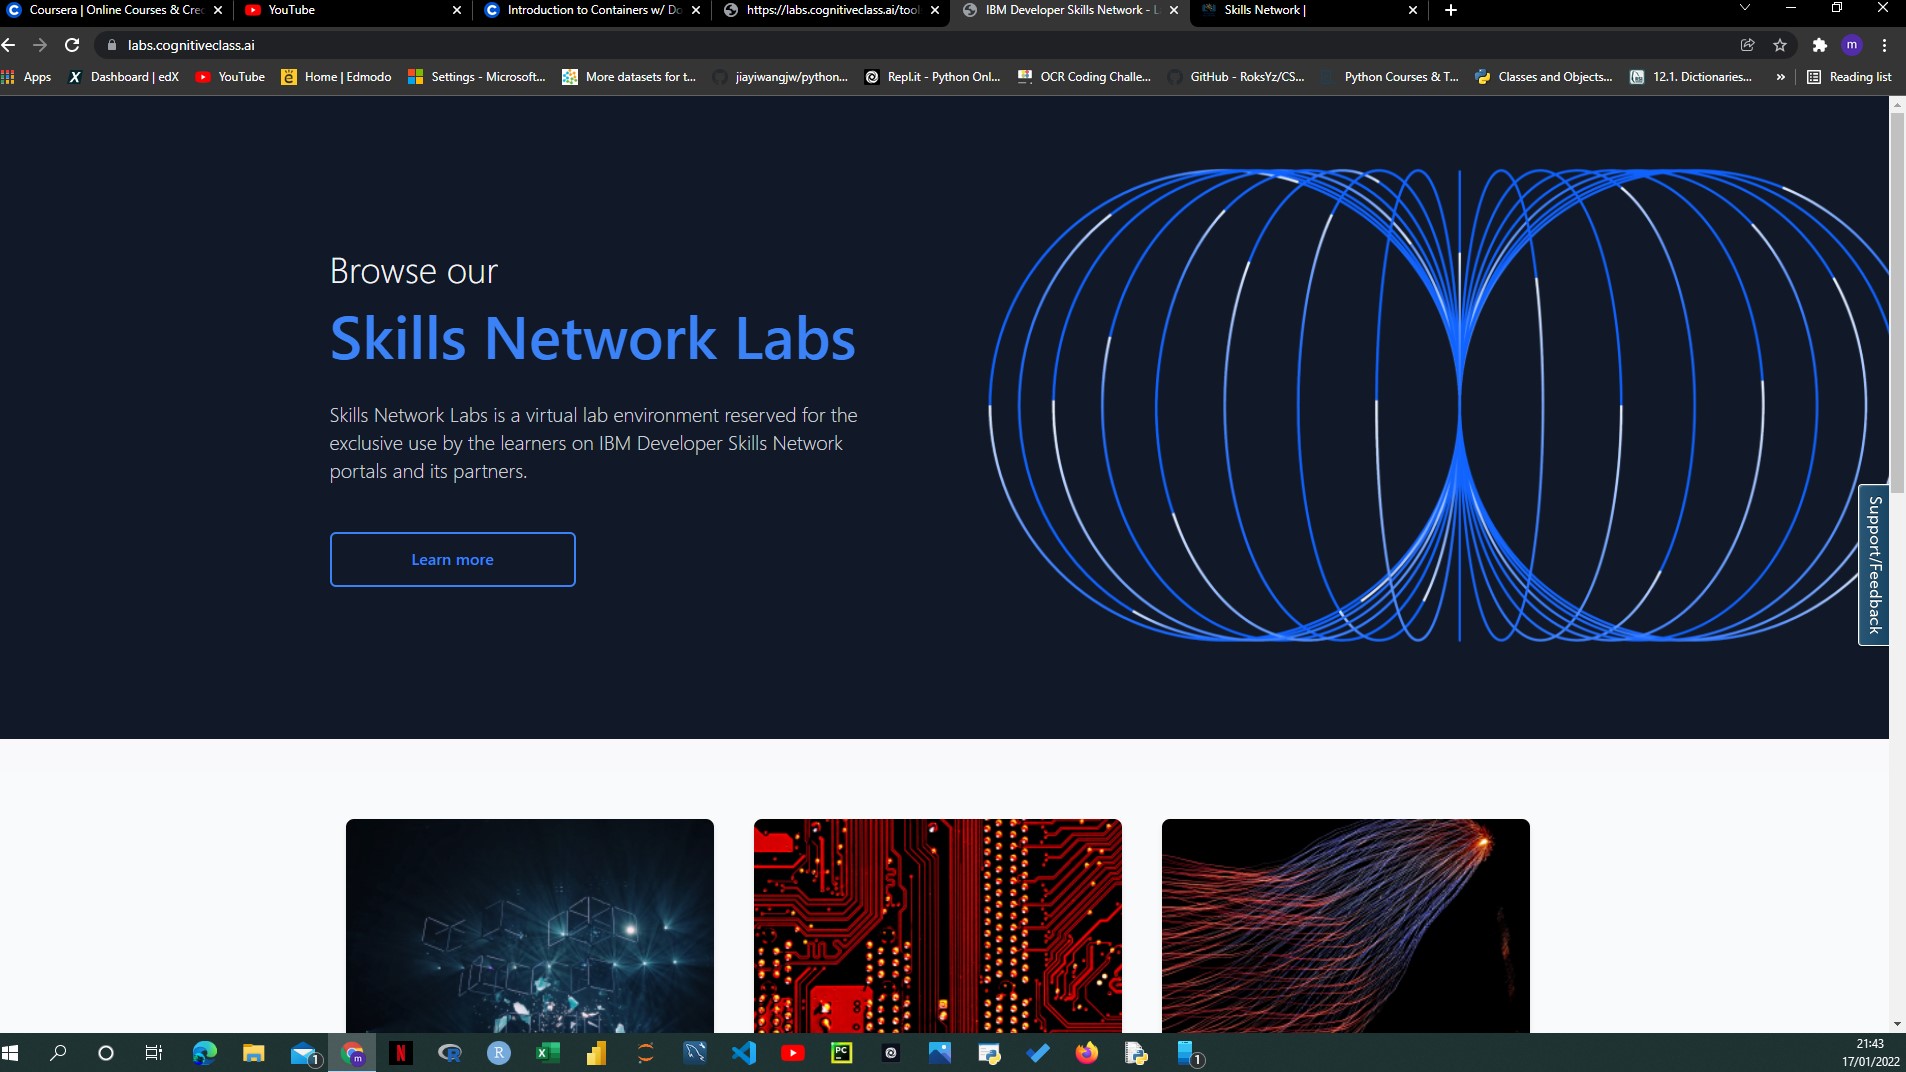 Coursera | Online Courses & Cre
YouTube
Introduction to Containers w/ Do
https://labs.cognitiveclass.ai/tool
IBM Developer Skills Network - L
Skills Network |
labs.cognitiveclass.ai
m
Apps
Dashboard | edX
YouTube
Home | Edmodo
Settings - Microsoft...
More datasets for t...
jiayiwangjw/python...
Repl.it - Python Onl...
OCR Coding Challe...
GitHub - RoksYz/CS...
Python Courses & T...
Classes and Objects...
12.1. Dictionaries...
Reading list
Browse our
Skills Network Labs
Skills Network Labs is a virtual lab environment reserved for the
exclusive use by the learners on IBM Developer Skills Network
portals and its partners.
Learn more
Support/Feedback
21:43
17/01/2022